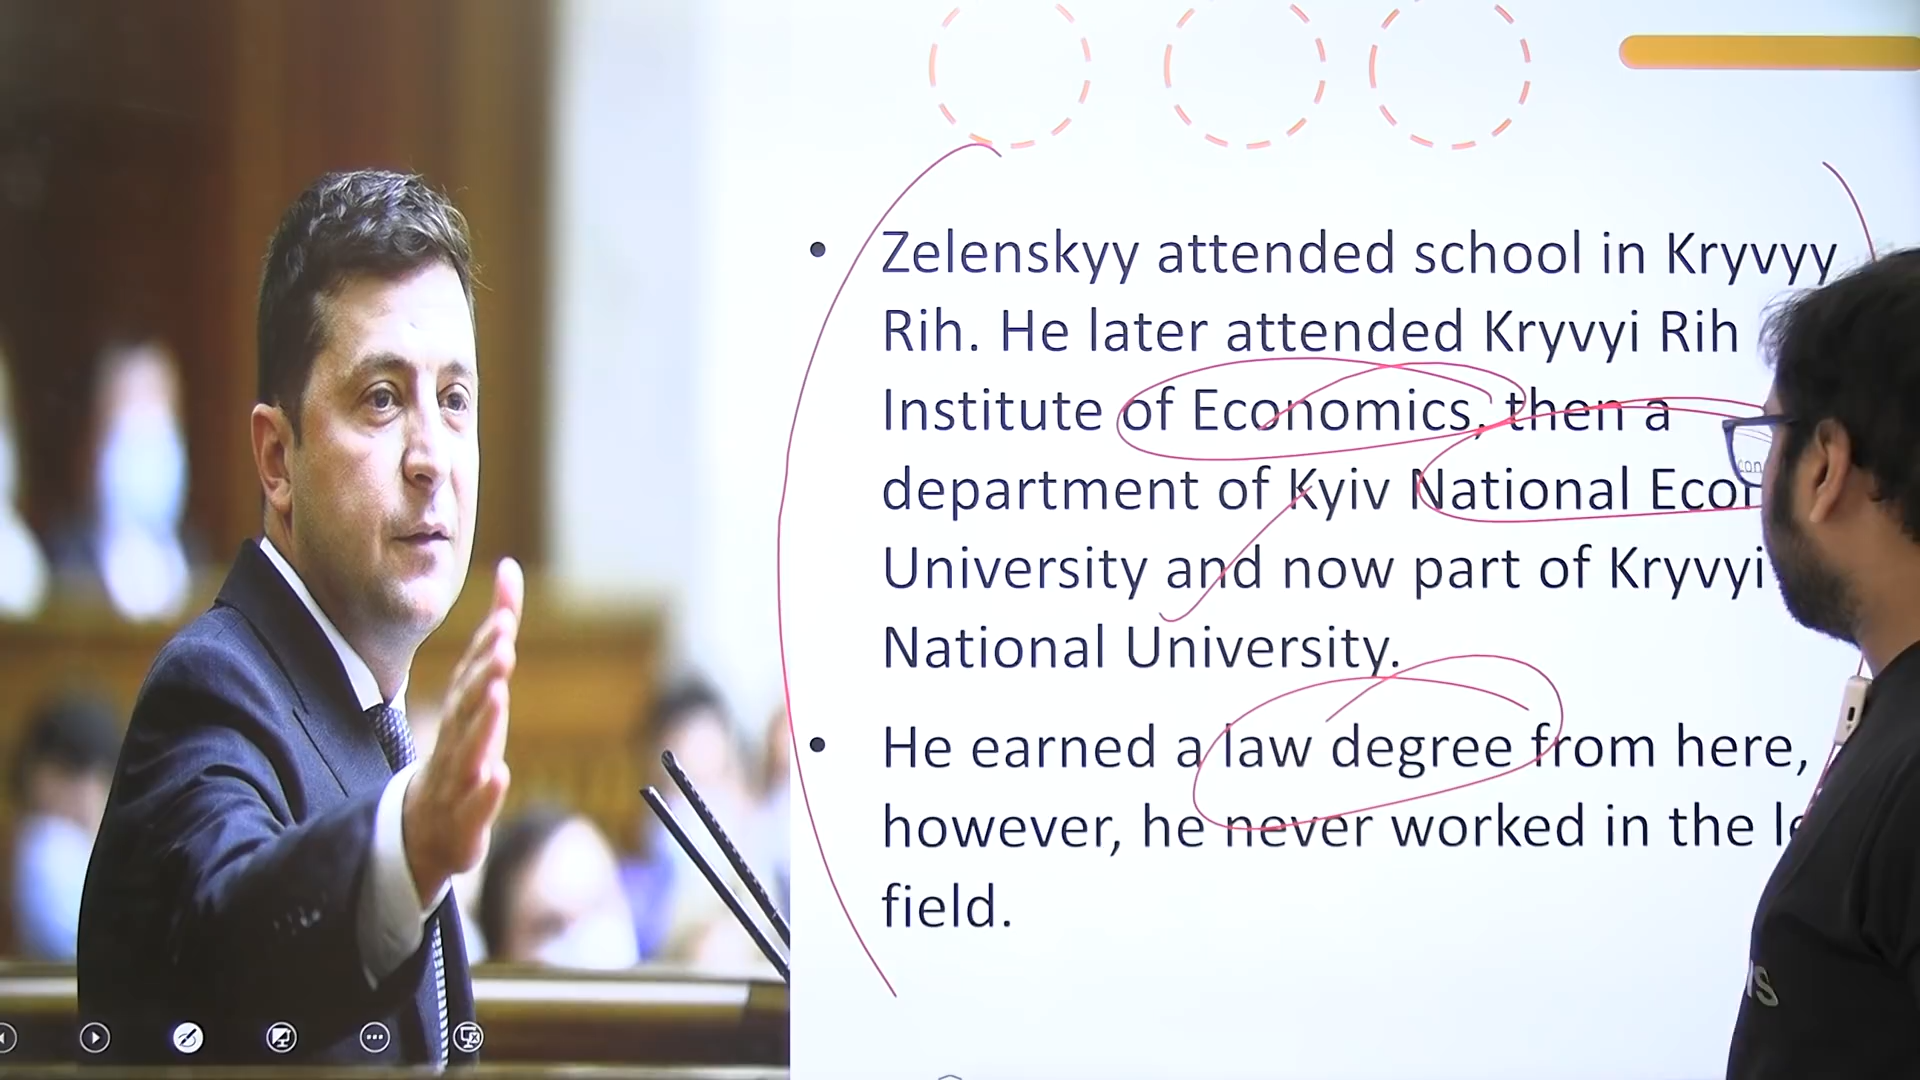 • Zelenskyy attended school in Kryvyy
Rih. He later attended Kryvyi Rih
Institute of Economics, then a
department of Kyiv National
University and now part of Kryvyi
National University.
• He earned a law degree from here,
however, he never worked in the
field.